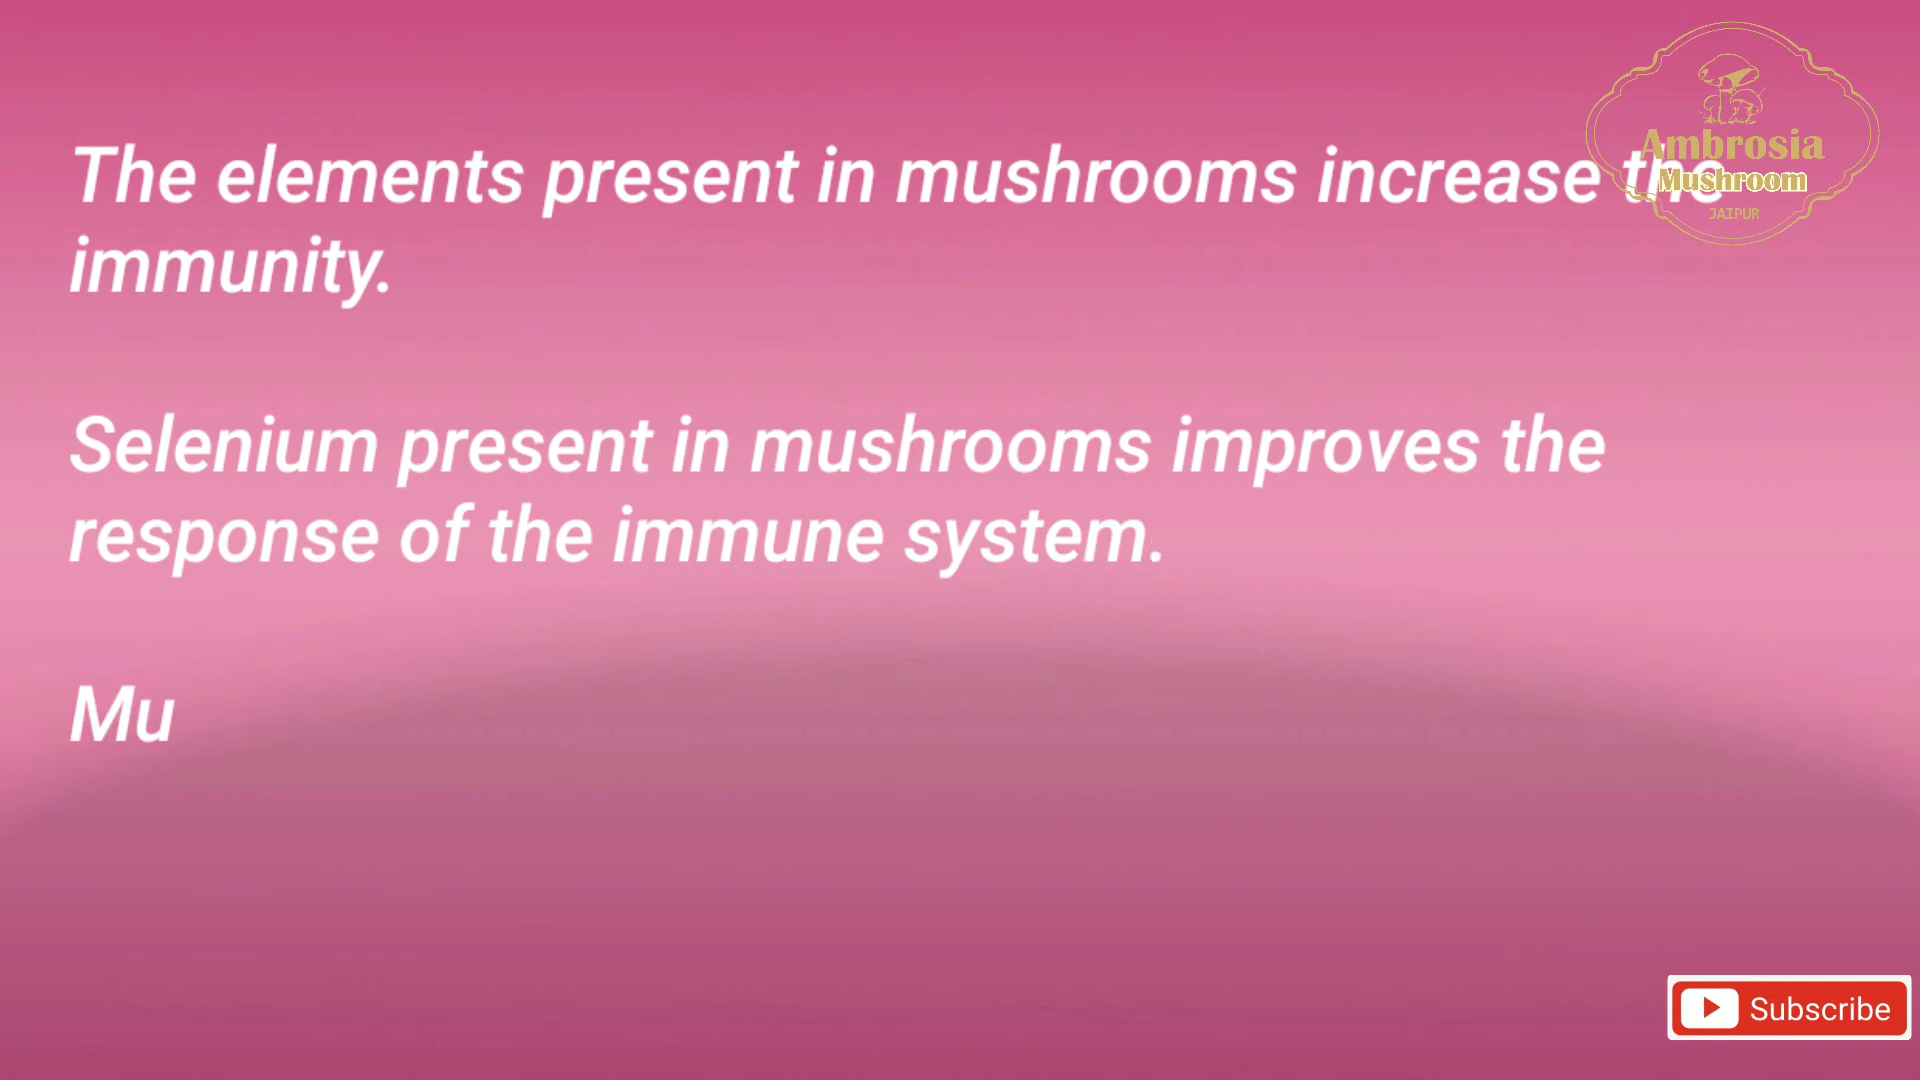 The elements present in mushrooms increase the
immunity.
Selenium present in mushrooms improves the
response of the immune system.
Mu
Ambrosia
Mushroom
JAIPUR
Subscribe